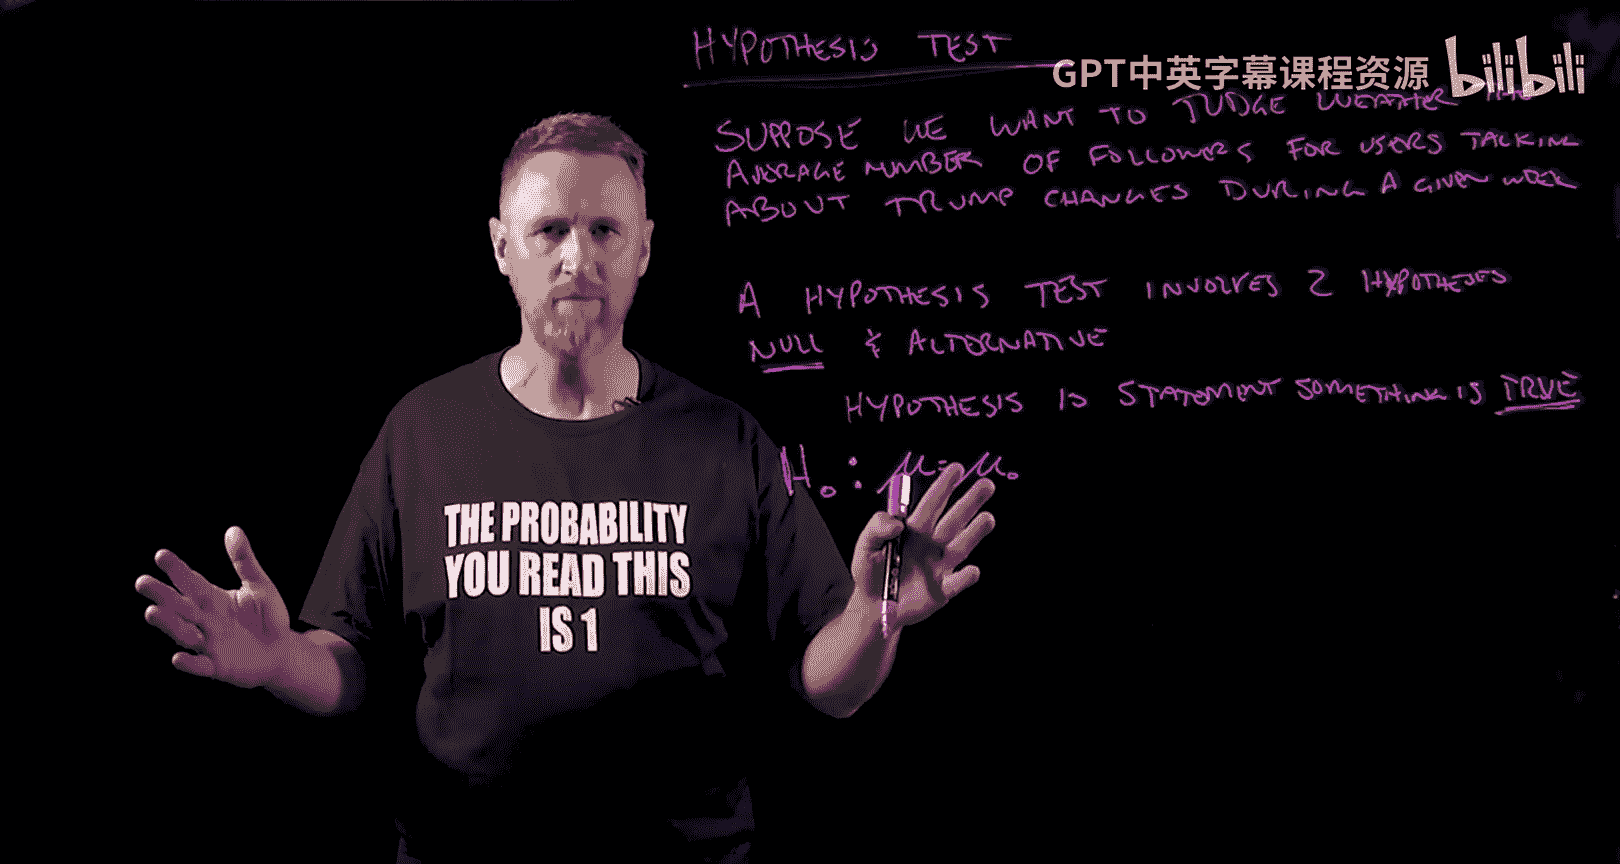 HYPOTHESIS TEST
GPT中英字幕课程资源 bilibili
SUPPOSE WE WANT TO JUDGE WEATHER
AVERAGE NUMBER OF FOLLOWERS FOR USERS TALKING
ABOUT TRUMP CHANGES DURING A GIVEN WEEK
A HYPOTHESIS TEST INVOLVES 2 HYPOTHESES
NULL & ALTERNATIVE
HYPOTHESIS IS STATEMENT SOMETHING IS TRUE
H₀ : μ = μ₀
THE PROBABILITY
YOU READ THIS
IS 1